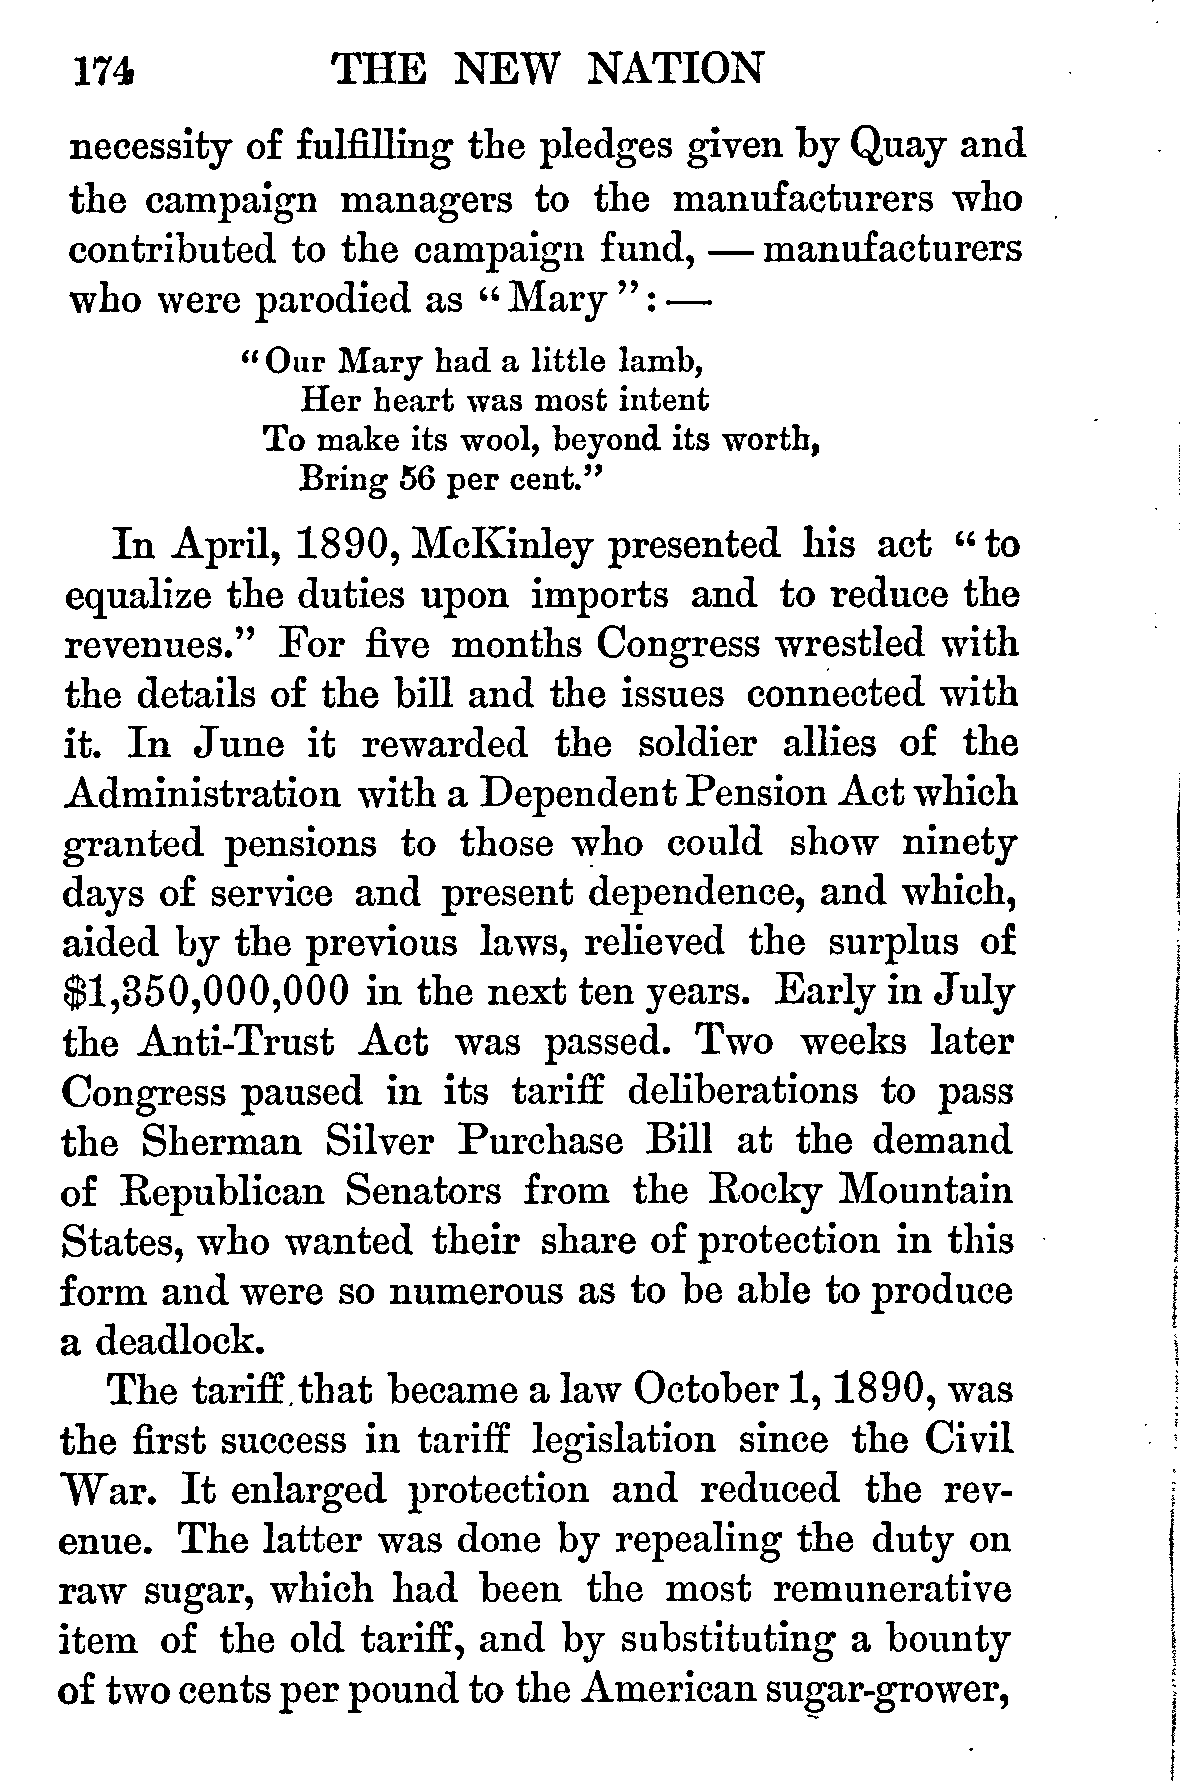 174 THE NEW NATION
necessity of fulfilling the pledges given by Quay and
the campaign managers to the manufacturers who
contributed to the campaign fund, — manufacturers
who were parodied as “Mary”: —
“Our Mary had a little lamb,
Her heart was most intent
To make its wool, beyond its worth,
Bring 56 per cent.”
In April, 1890, McKinley presented his act “to
equalize the duties upon imports and to reduce the
revenues.” For five months Congress wrestled with
the details of the bill and the issues connected with
it. In June it rewarded the soldier allies of the
Administration with a Dependent Pension Act which
granted pensions to those who could show ninety
days of service and present dependence, and which,
aided by the previous laws, relieved the surplus of
$1,350,000,000 in the next ten years. Early in July
the Anti-Trust Act was passed. Two weeks later
Congress paused in its tariff deliberations to pass
the Sherman Silver Purchase Bill at the demand
of Republican Senators from the Rocky Mountain
States, who wanted their share of protection in this
form and were so numerous as to be able to produce
a deadlock.
The tariff that became a law October 1, 1890, was
the first success in tariff legislation since the Civil
War. It enlarged protection and reduced the rev-
enue. The latter was done by repealing the duty on
raw sugar, which had been the most remunerative
item of the old tariff, and by substituting a bounty
of two cents per pound to the American sugar-grower,